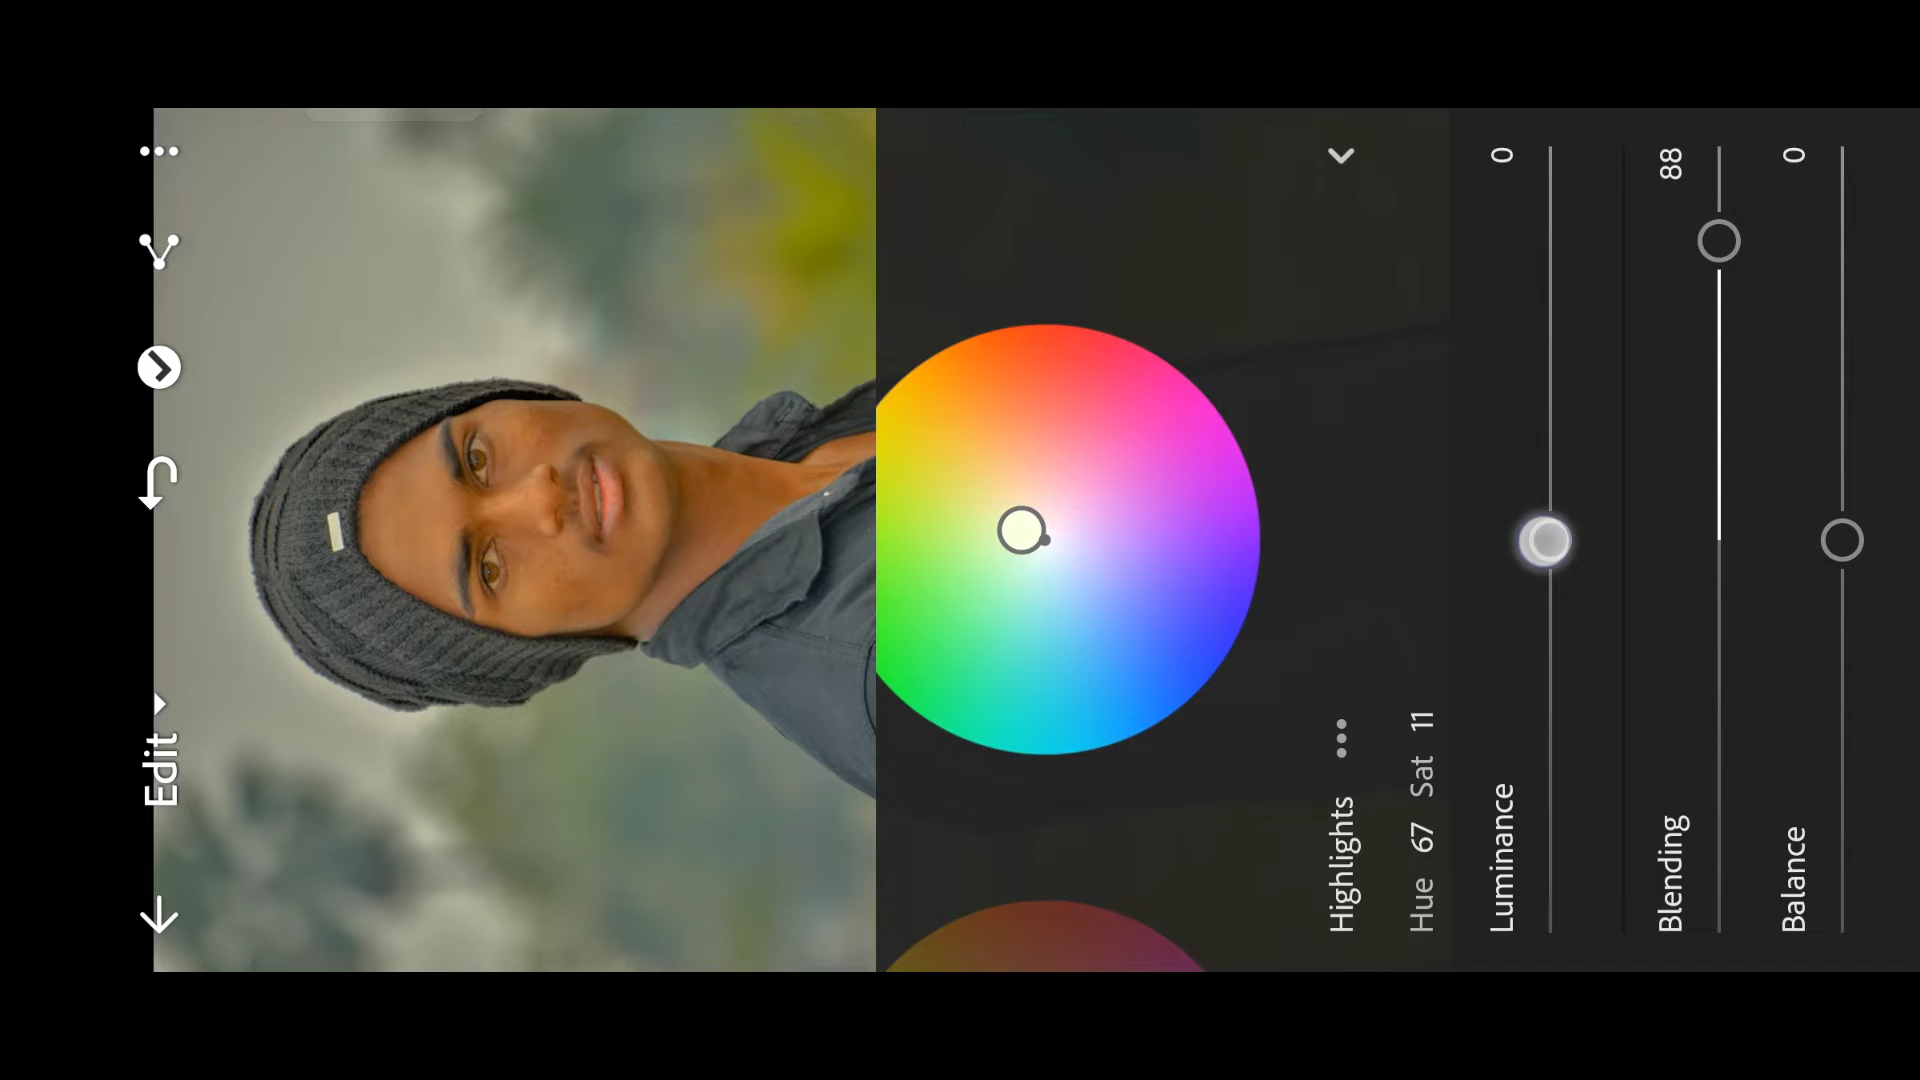 Edit
Highlights
Hue 67 Sat 11
Luminance 0
Blending 88
Balance 0